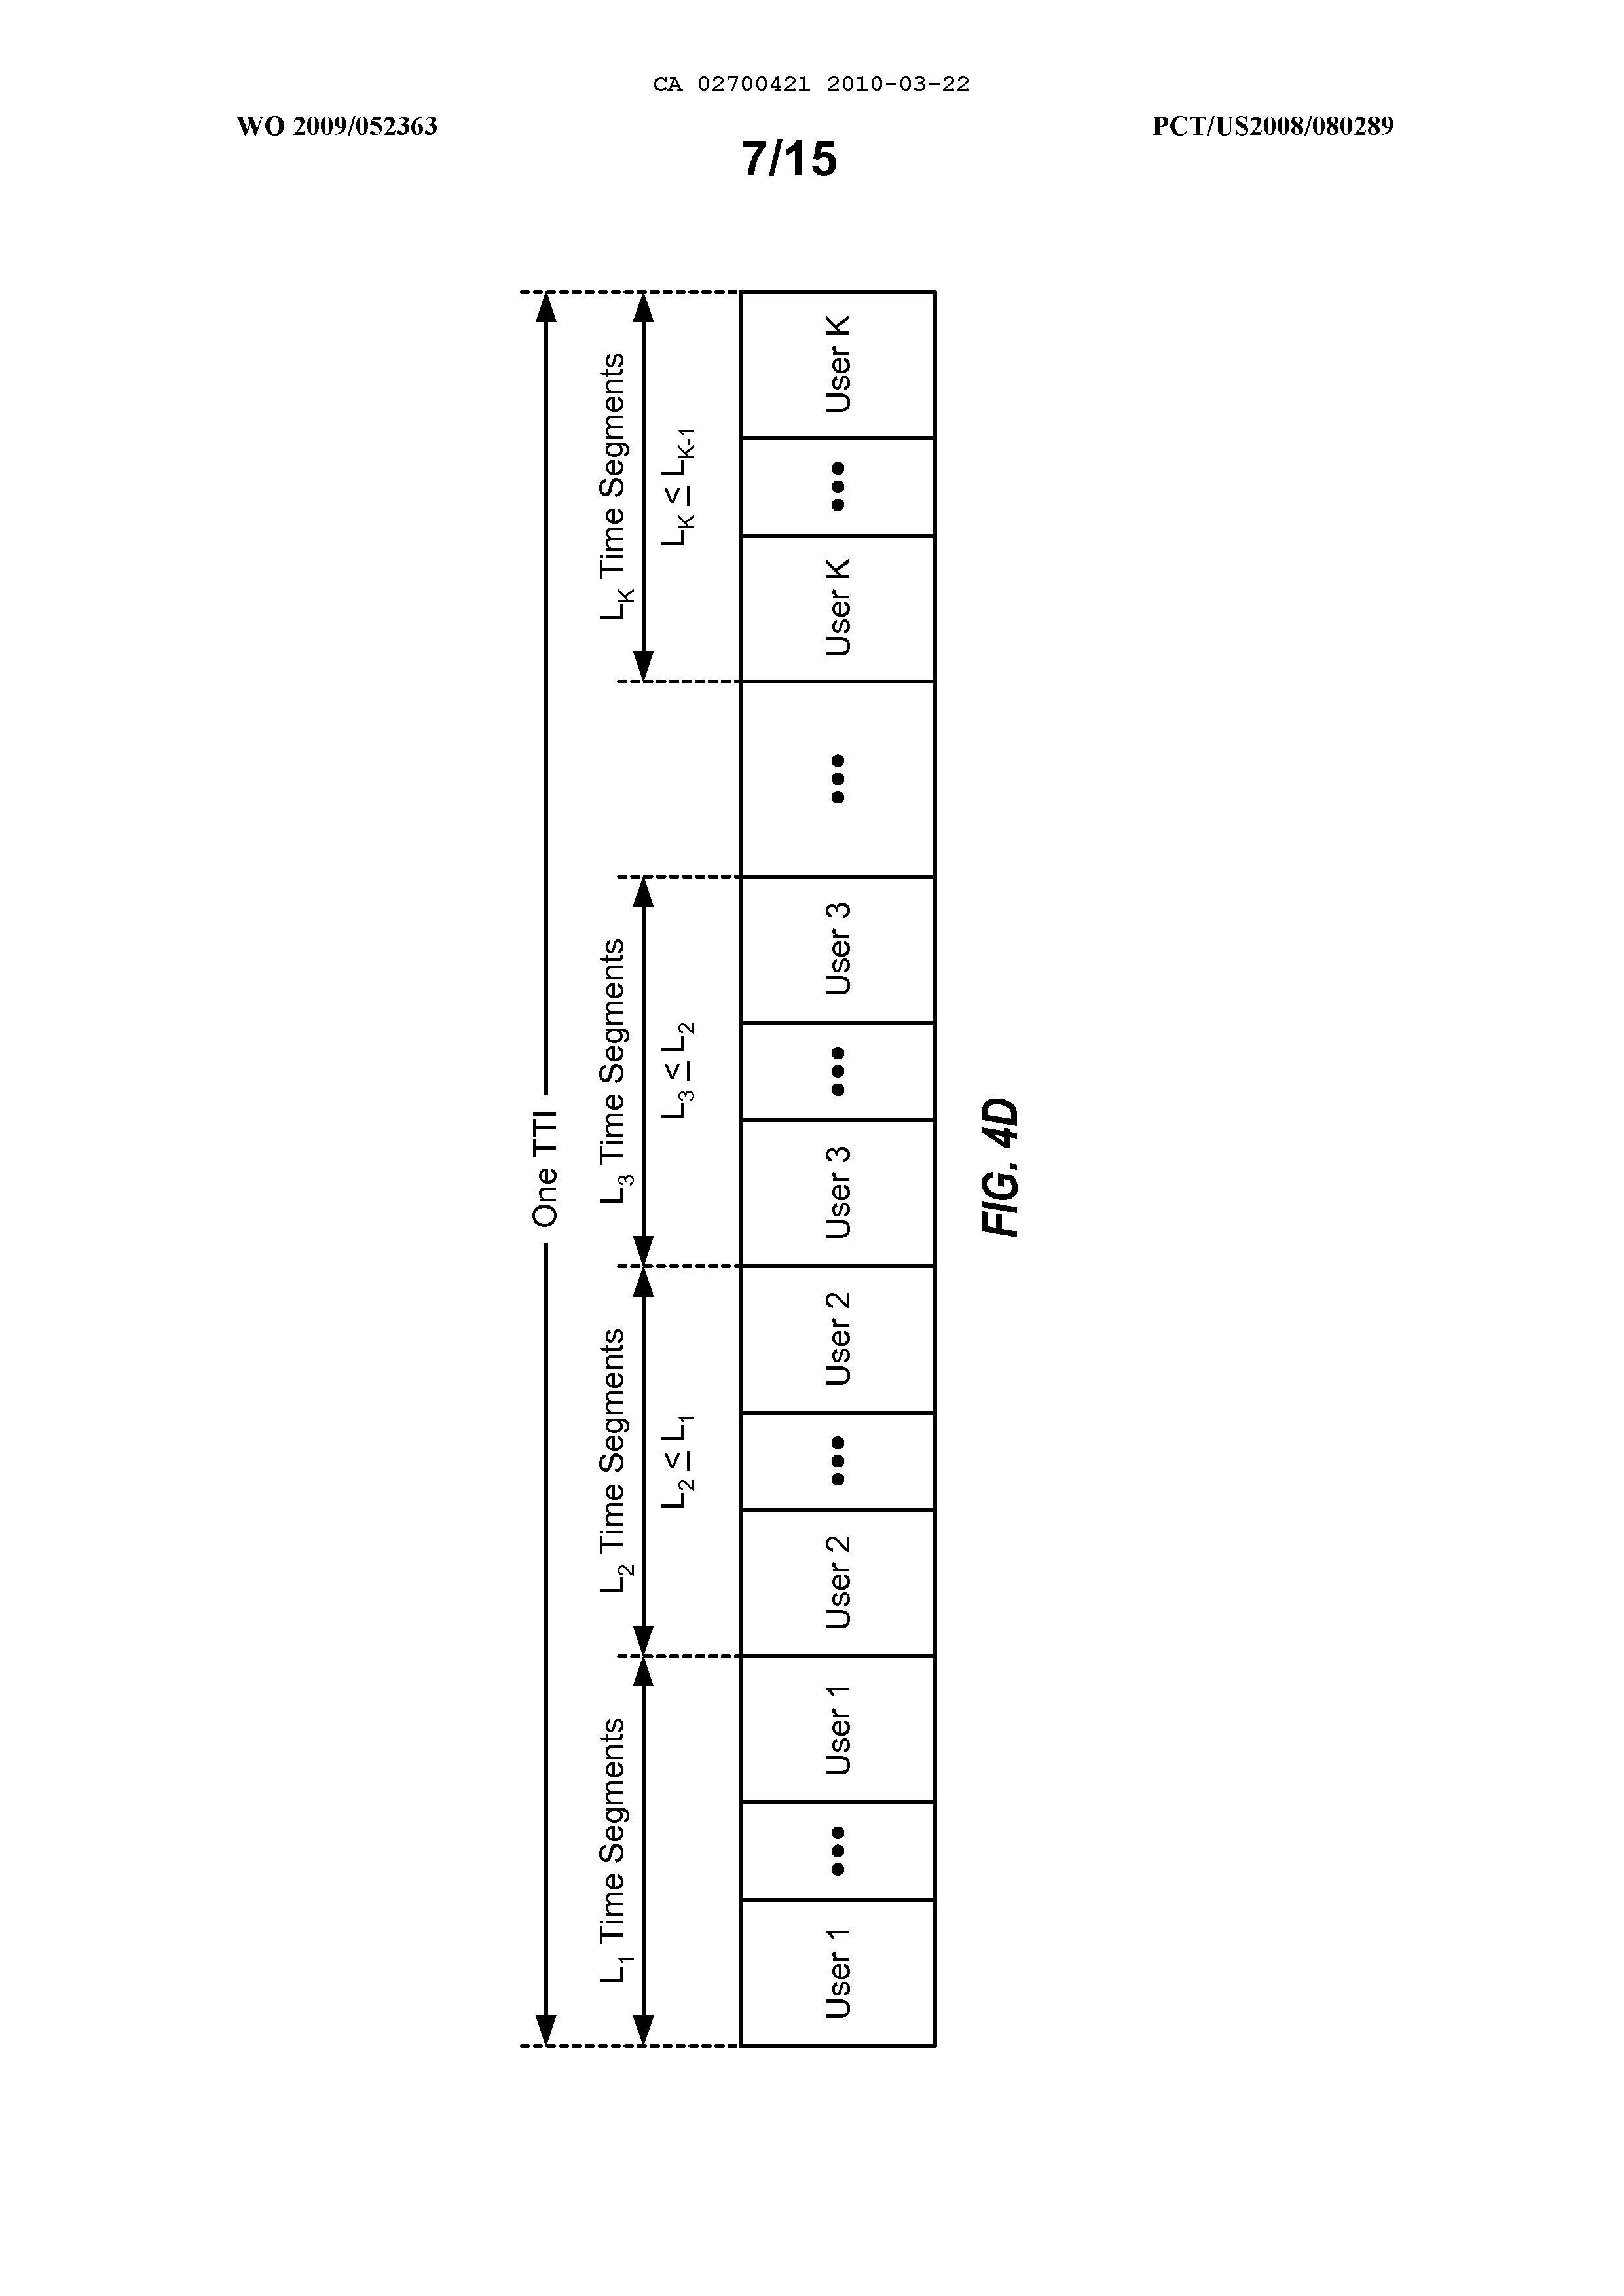 CA 02700421 2010-03-22
WO 2009/052363
PCT/US2008/080289
7/15
One TTI
L1 Time Segments
L2 Time Segments
L3 Time Segments
LK Time Segments
L2 ≤ L1
L3 ≤ L2
LK ≤ LK-1
User 1
•••
User 1
User 2
•••
User 2
User 3
•••
User 3
•••
User K
•••
User K
FIG. 4D